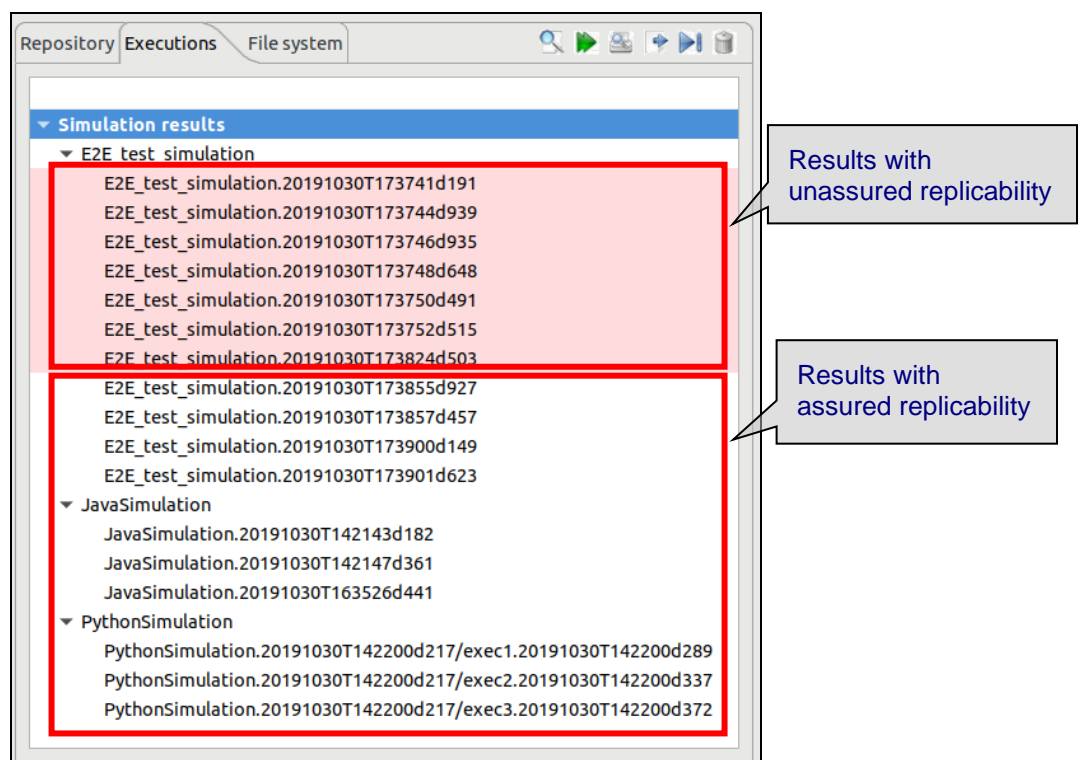 Repository Executions File system
Simulation results
E2E_test_simulation
E2E_test_simulation.20191030T173741d191
E2E_test_simulation.20191030T173744d939
E2E_test_simulation.20191030T173746d935
E2E_test_simulation.20191030T173748d648
E2E_test_simulation.20191030T173750d491
E2E_test_simulation.20191030T173752d515
E2E_test_simulation.20191030T173824d503
E2E_test_simulation.20191030T173855d927
E2E_test_simulation.20191030T173857d457
E2E_test_simulation.20191030T173900d149
E2E_test_simulation.20191030T173901d623
JavaSimulation
JavaSimulation.20191030T142143d182
JavaSimulation.20191030T142147d361
JavaSimulation.20191030T163526d441
PythonSimulation
PythonSimulation.20191030T142200d217/exec1.20191030T142200d289
PythonSimulation.20191030T142200d217/exec2.20191030T142200d337
PythonSimulation.20191030T142200d217/exec3.20191030T142200d372
Results with
unassured replicability
Results with
assured replicability